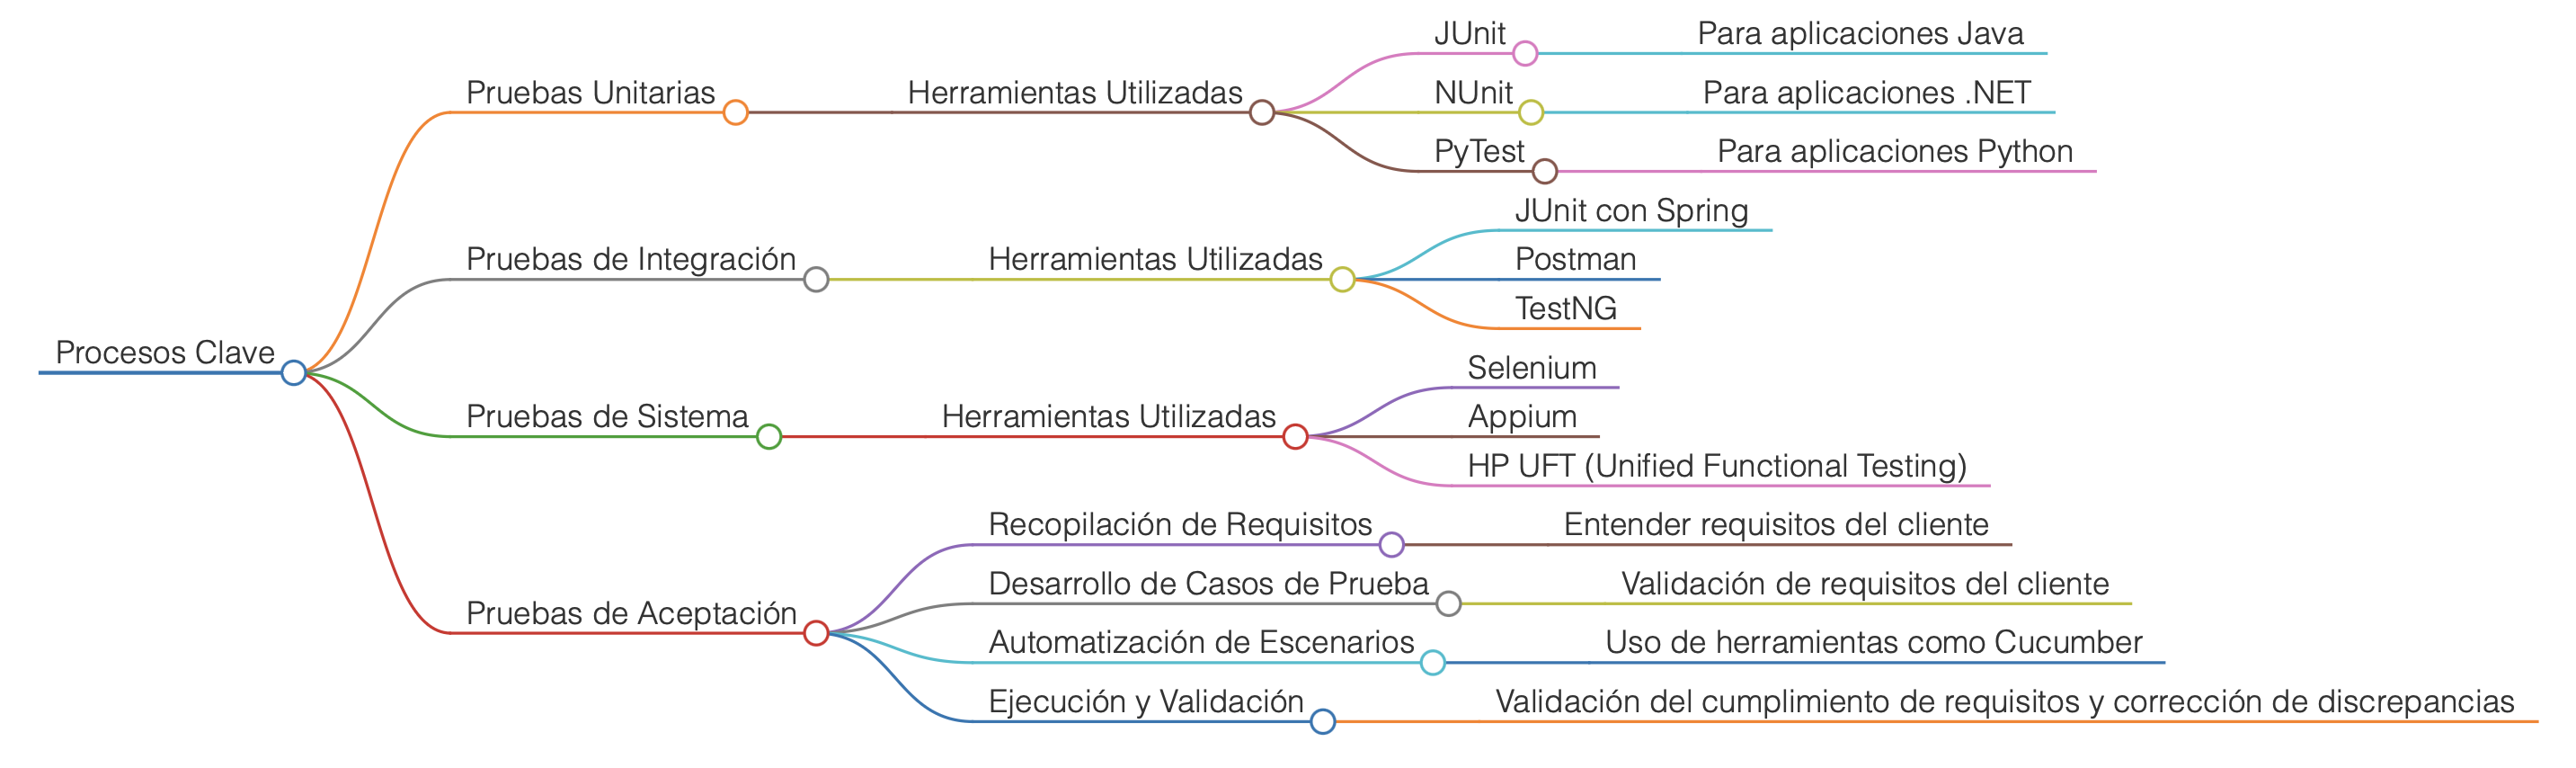 Procesos Clave
Pruebas Unitarias
Herramientas Utilizadas
JUnit
Para aplicaciones Java
NUnit
Para aplicaciones .NET
PyTest
Para aplicaciones Python
Pruebas de Integración
Herramientas Utilizadas
JUnit con Spring
Postman
TestNG
Pruebas de Sistema
Herramientas Utilizadas
Selenium
Appium
HP UFT (Unified Functional Testing)
Pruebas de Aceptación
Recopilación de Requisitos
Entender requisitos del cliente
Desarrollo de Casos de Prueba
Validación de requisitos del cliente
Automatización de Escenarios
Uso de herramientas como Cucumber
Ejecución y Validación
Validación del cumplimiento de requisitos y corrección de discrepancias